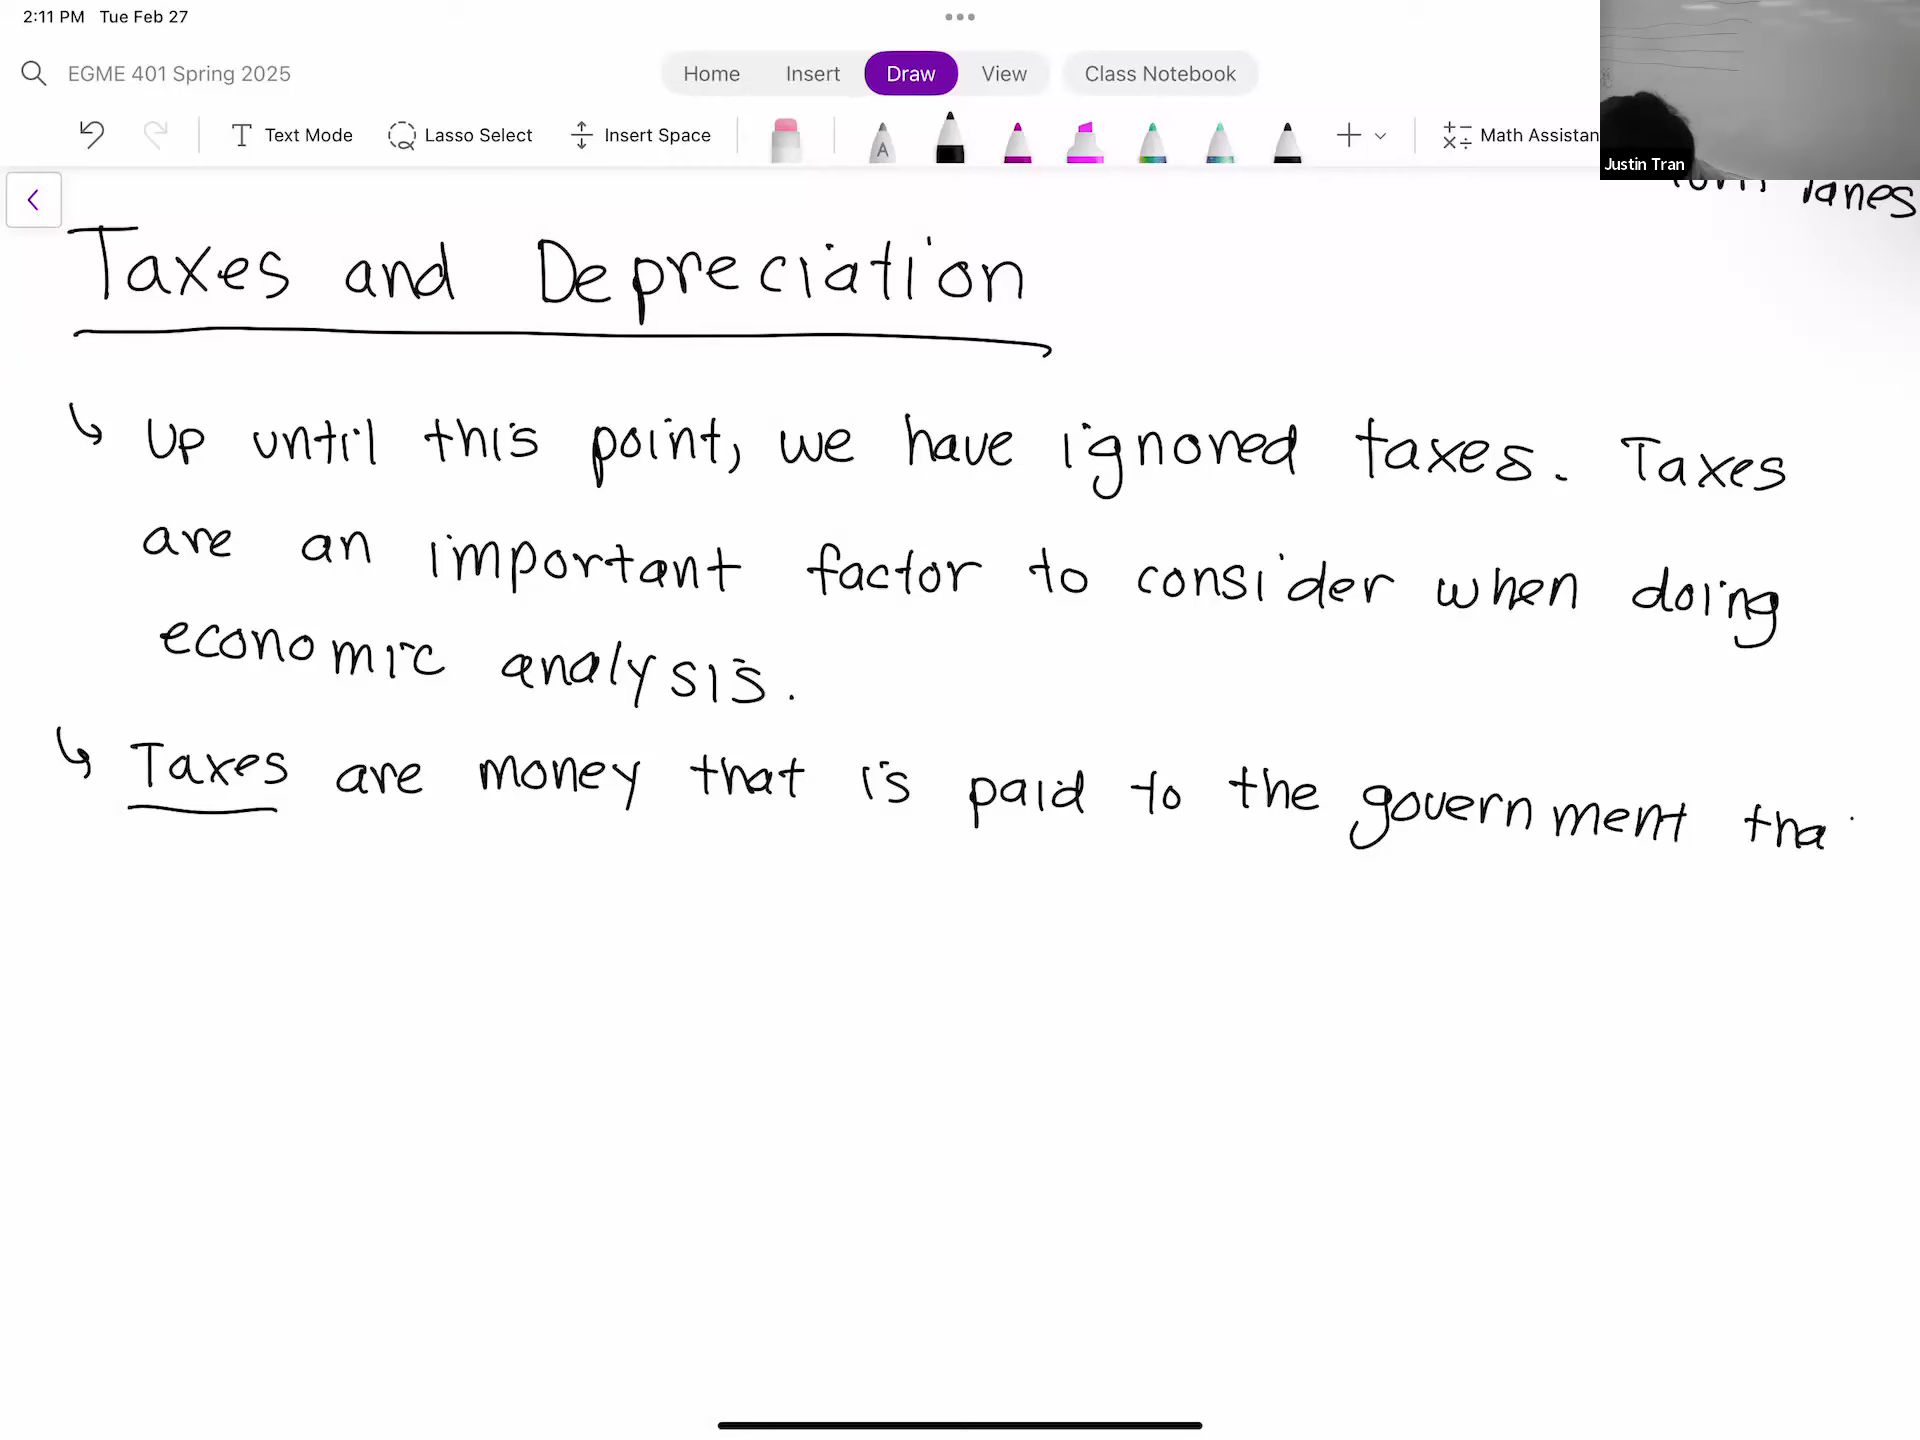 2:11 PM Tue Feb 27
EGME 401 Spring 2025
Home Insert Draw View Class Notebook
Text Mode Lasso Select Insert Space A Math Assistan
Justin Tran
lanes
Taxes and Depreciation
↳ Up until this point, we have ignored taxes. Taxes
are an important factor to consider when doing
economic analysis.
↳ Taxes are money that is paid to the government tha